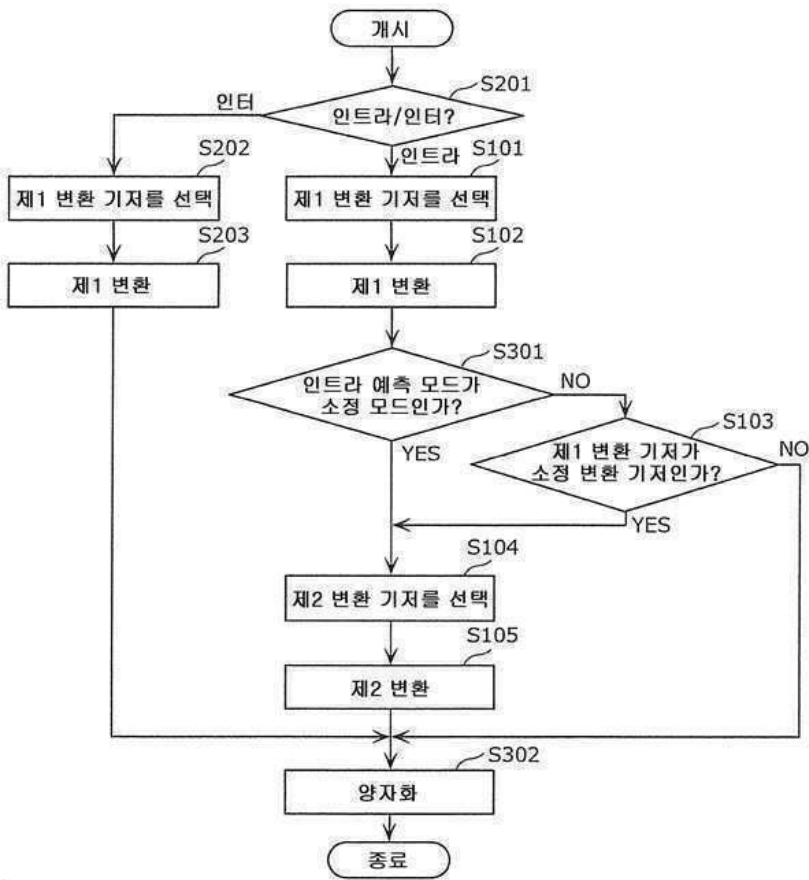 개시
S201
인트라/인터?
인터
인트라
S202
제1 변환 기저를 선택
S101
제1 변환 기저를 선택
S203
제1 변환
S102
제1 변환
S301
인트라 예측 모드가
소정 모드인가?
NO
YES
S103
제1 변환 기저가
소정 변환 기저인가?
NO
YES
S104
제2 변환 기저를 선택
S105
제2 변환
S302
양자화
종료